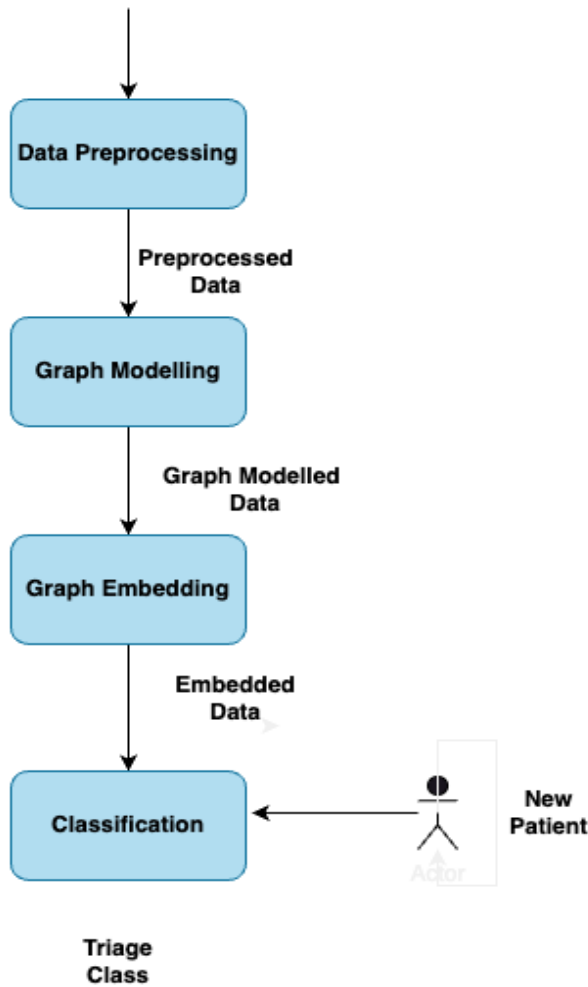 Data Preprocessing
Preprocessed
Data
Graph Modelling
Graph Modelled
Data
Graph Embedding
Embedded
Data
Classification
New
Patient
Actor
Triage
Class